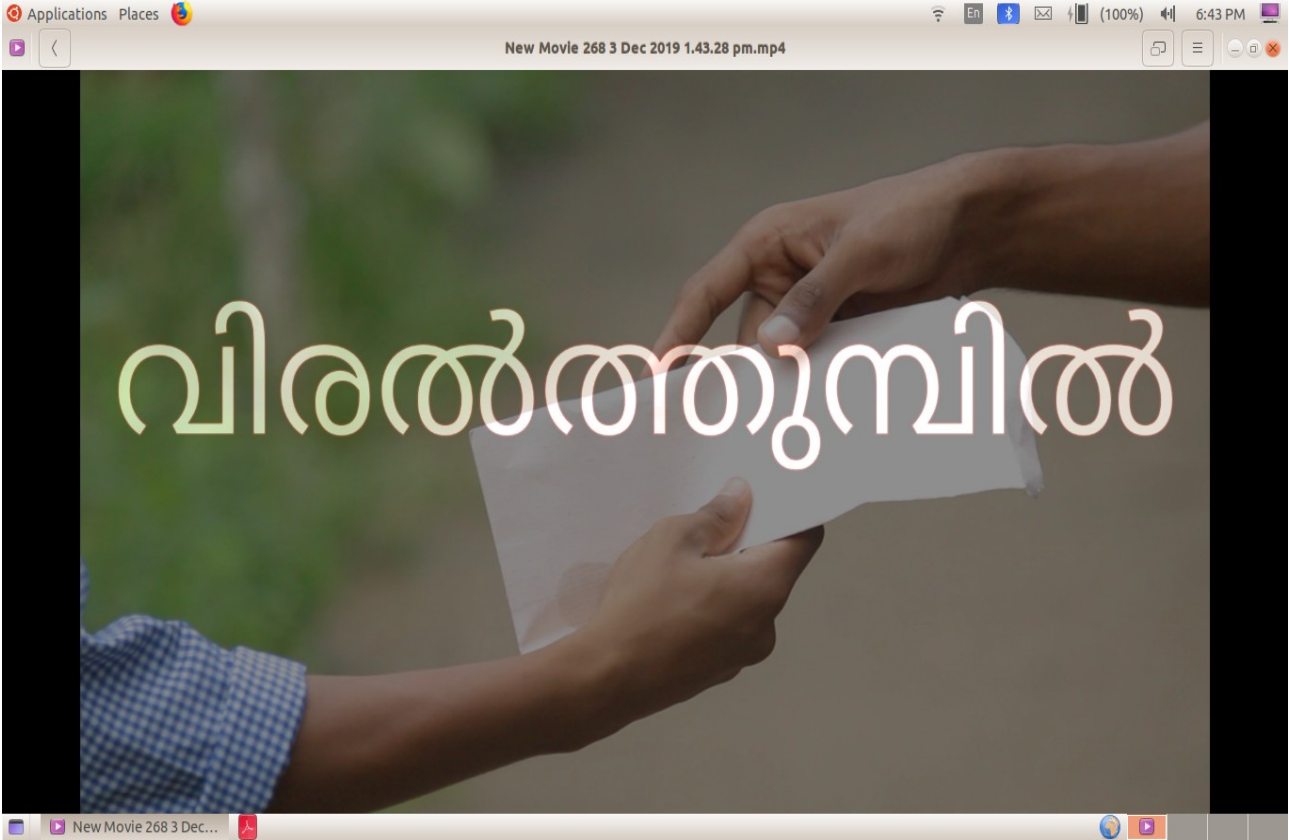 Applications Places En (100%) 6:43 PM
New Movie 268 3 Dec 2019 1.43.28 pm.mp4
വിരൽത്തുമ്പിൽ
New Movie 268 3 Dec...